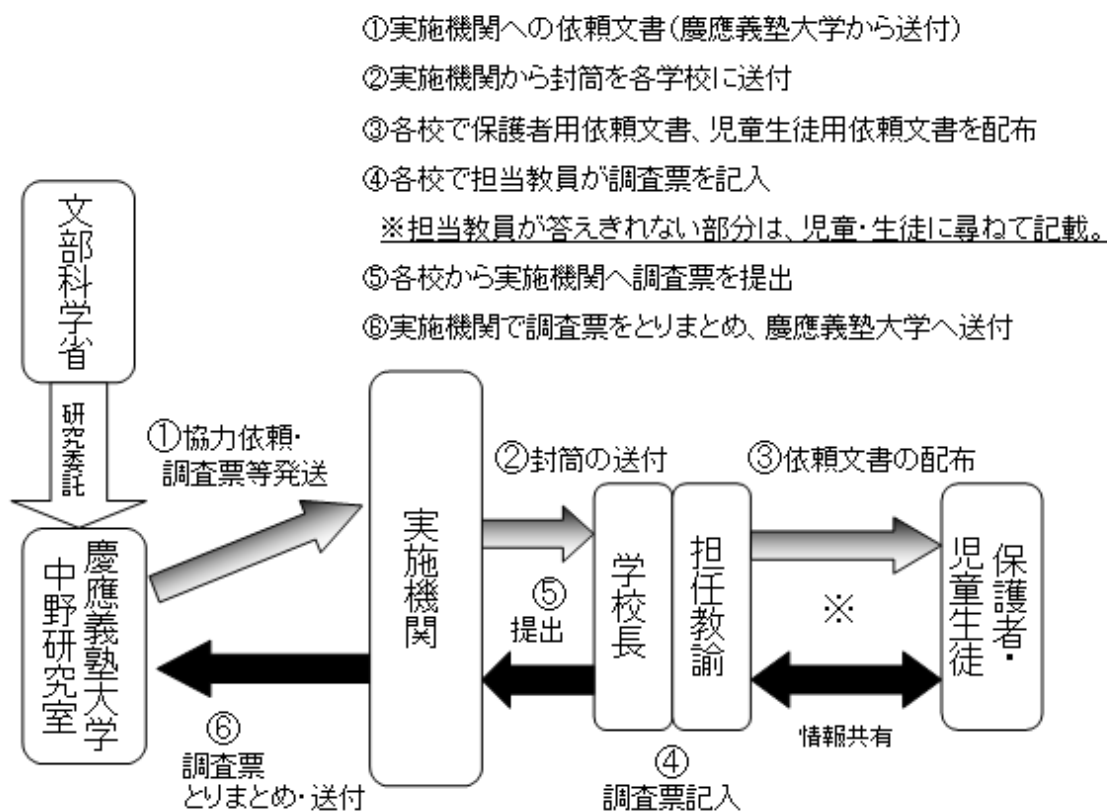 ①実施機関への依頼文書(慶應義塾大学から送付)
②実施機関から封筒を各学校に送付
③各校で保護者用依頼文書、児童生徒用依頼文書を配布
④各校で担当教員が調査票を記入
※担当教員が答えきれない部分は、児童・生徒に尋ねて記載。
⑤各校から実施機関へ調査票を提出
⑥実施機関で調査票をとりまとめ、慶應義塾大学へ送付
文部科学省
研究委託
慶應義塾大学
中野研究室
①協力依頼・
調査票等発送
実施機関
②封筒の送付
③依頼文書の配布
学校長
担任教諭
保護者・
児童生徒
⑤
提出
※
情報共有
④
調査票記入
⑥
調査票
とりまとめ・送付